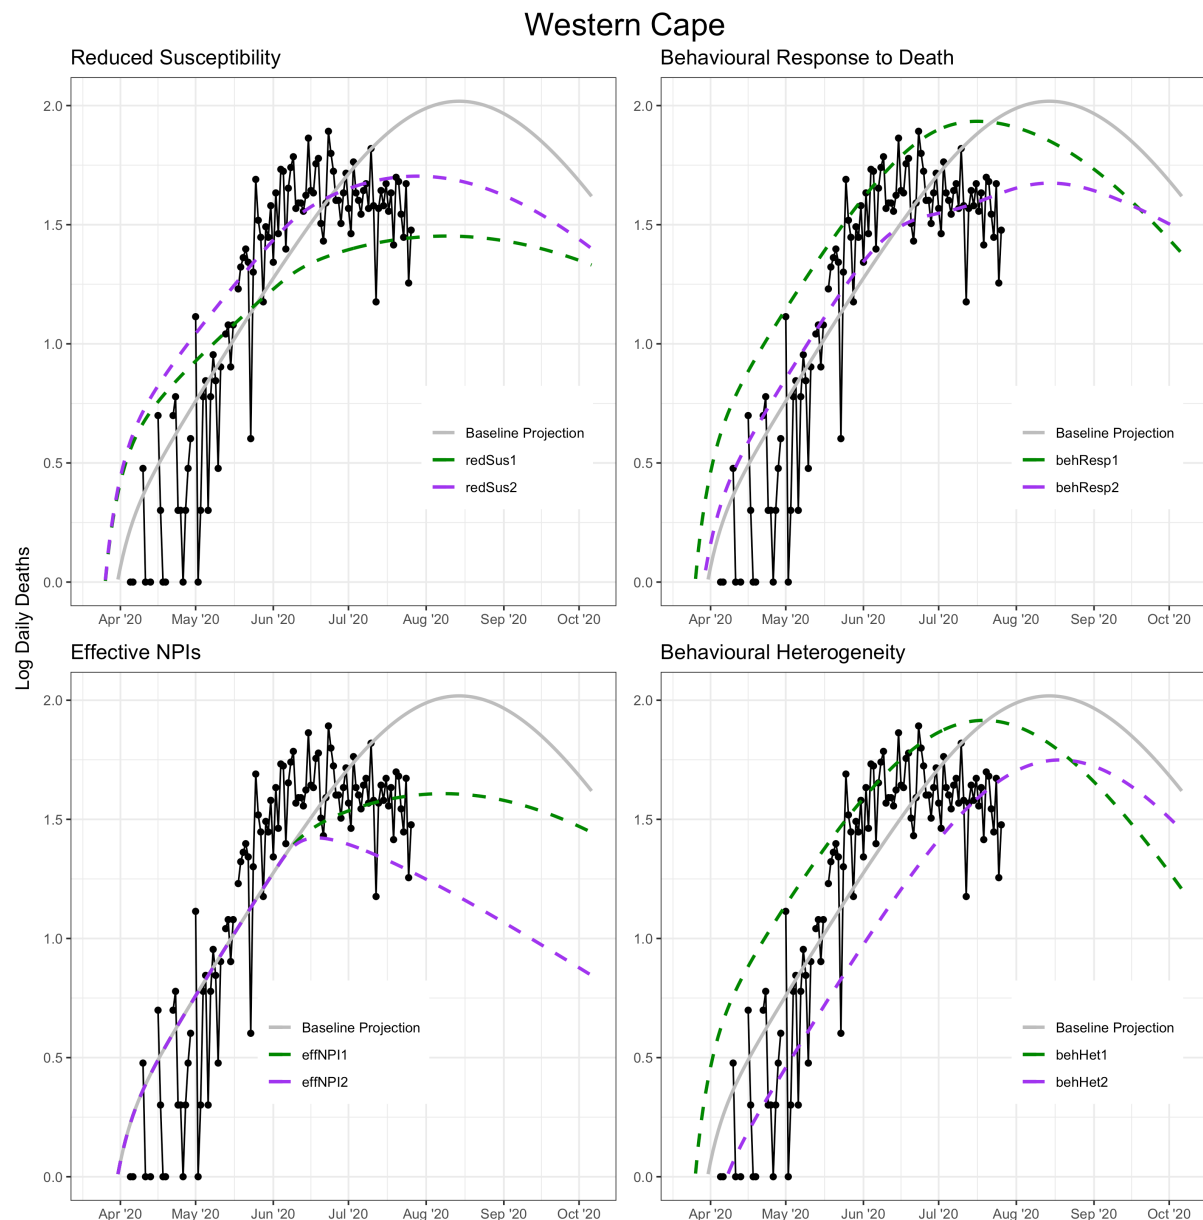 Western Cape
Reduced Susceptibility
2.0
1.5
1.0
0.5
0.0
Baseline Projection
redSus1
redSus2
Apr '20 May '20 Jun '20 Jul '20 Aug '20 Sep '20 Oct '20
Behavioural Response to Death
2.0
1.5
1.0
0.5
0.0
Baseline Projection
behResp1
behResp2
Apr '20 May '20 Jun '20 Jul '20 Aug '20 Sep '20 Oct '20
Log Daily Deaths
Effective NPIs
2.0
1.5
1.0
0.5
0.0
Baseline Projection
effNPI1
effNPI2
Apr '20 May '20 Jun '20 Jul '20 Aug '20 Sep '20 Oct '20
Behavioural Heterogeneity
2.0
1.5
1.0
0.5
0.0
Baseline Projection
behHet1
behHet2
Apr '20 May '20 Jun '20 Jul '20 Aug '20 Sep '20 Oct '20